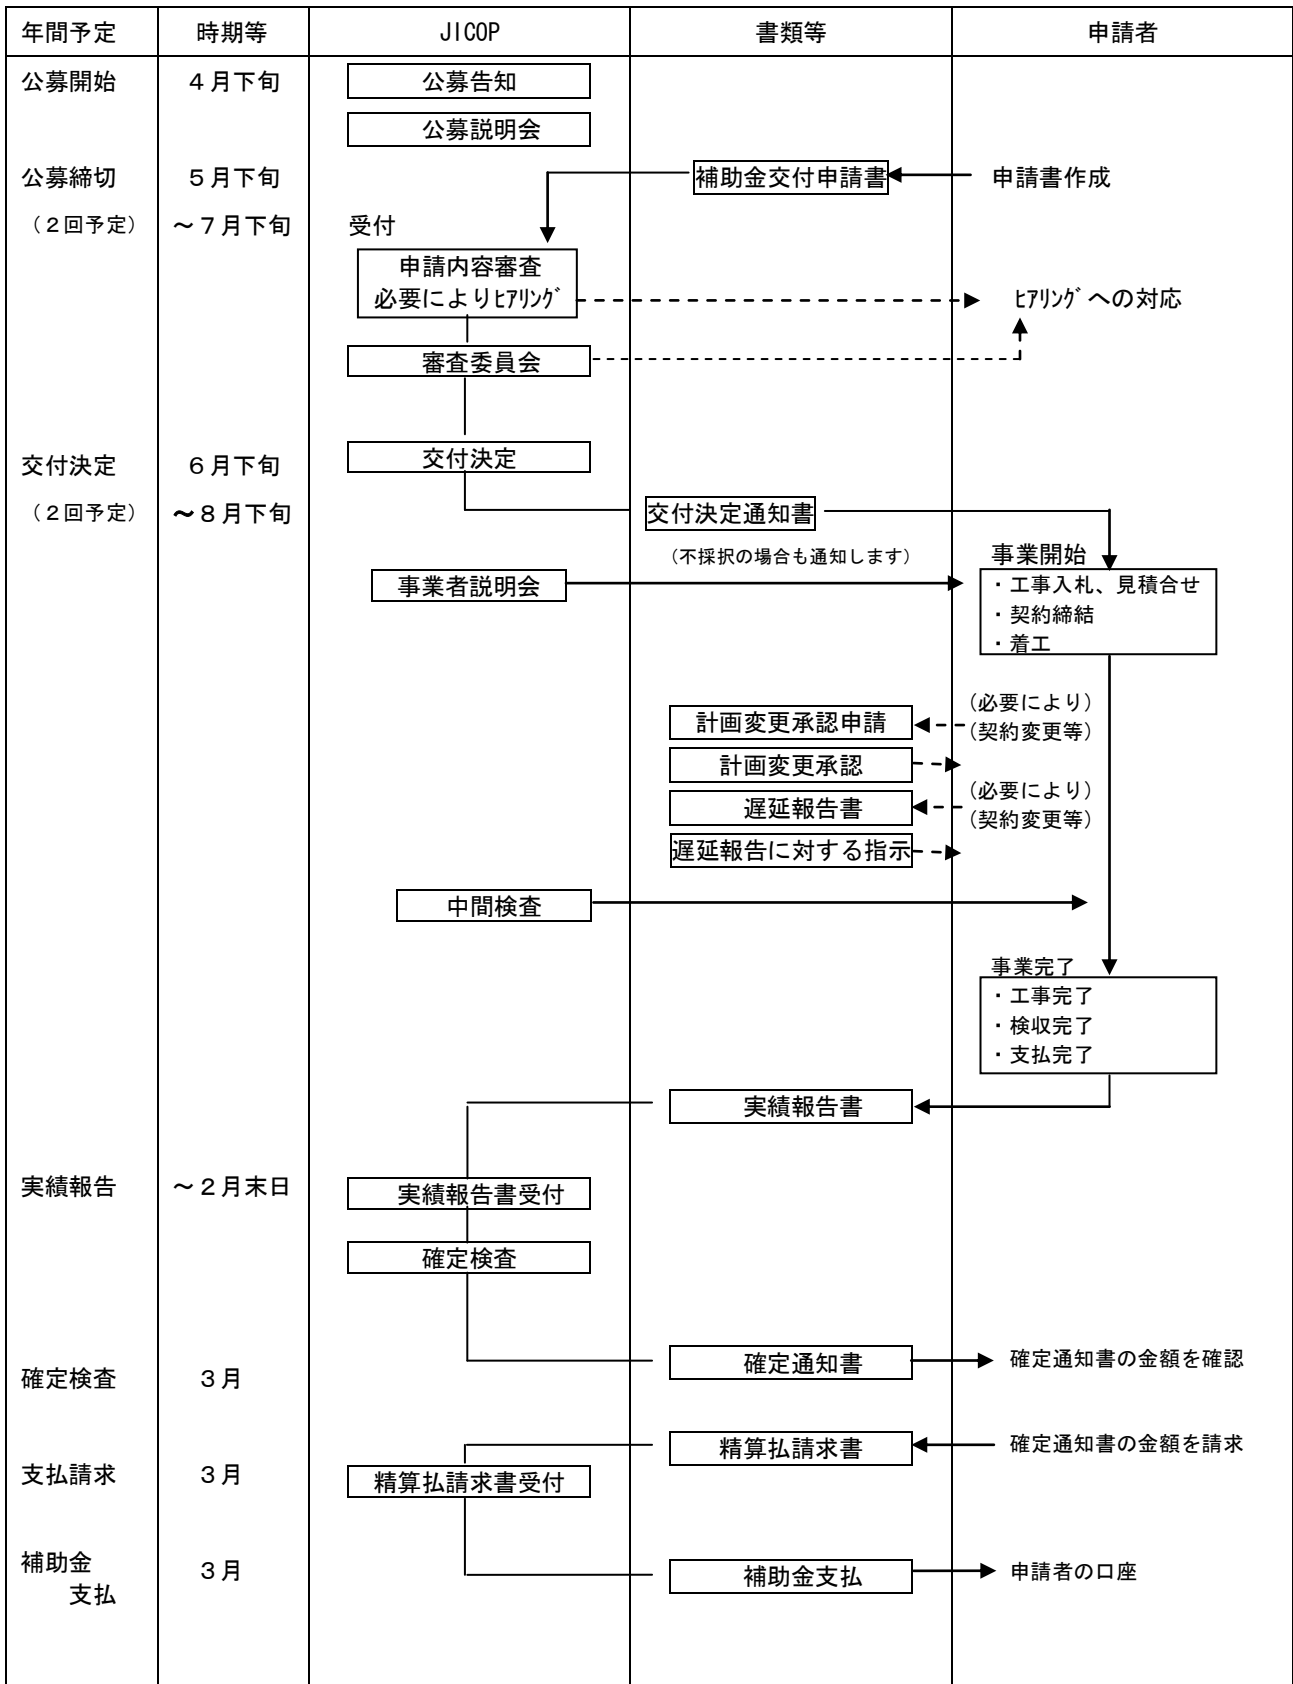 年間予定 時期等 JICOP 書類等 申請者
公募開始 ４月下旬 公募告知
公募説明会
公募締切 ５月下旬 補助金交付申請書 申請書作成
（２回予定） ～７月下旬 受付
申請内容審査
必要によりﾋｱリﾝｸﾞ ﾋｱリﾝｸﾞへの対応
審査委員会
交付決定 ６月下旬 交付決定
（２回予定） ～８月下旬 交付決定通知書
（不採択の場合も通知します） 事業開始
事業者説明会 ・工事入札、見積合せ
・契約締結
・着工
（必要により）
計画変更承認申請 （契約変更等）
計画変更承認
（必要により）
遅延報告書 （契約変更等）
遅延報告に対する指示
中間検査
事業完了
・工事完了
・検収完了
・支払完了
実績報告書
実績報告 ～２月末日 実績報告書受付
確定検査
確定通知書 確定通知書の金額を確認
確定検査 ３月
精算払請求書 確定通知書の金額を請求
支払請求 ３月 精算払請求書受付
補助金 ３月 補助金支払 申請者の口座
支払